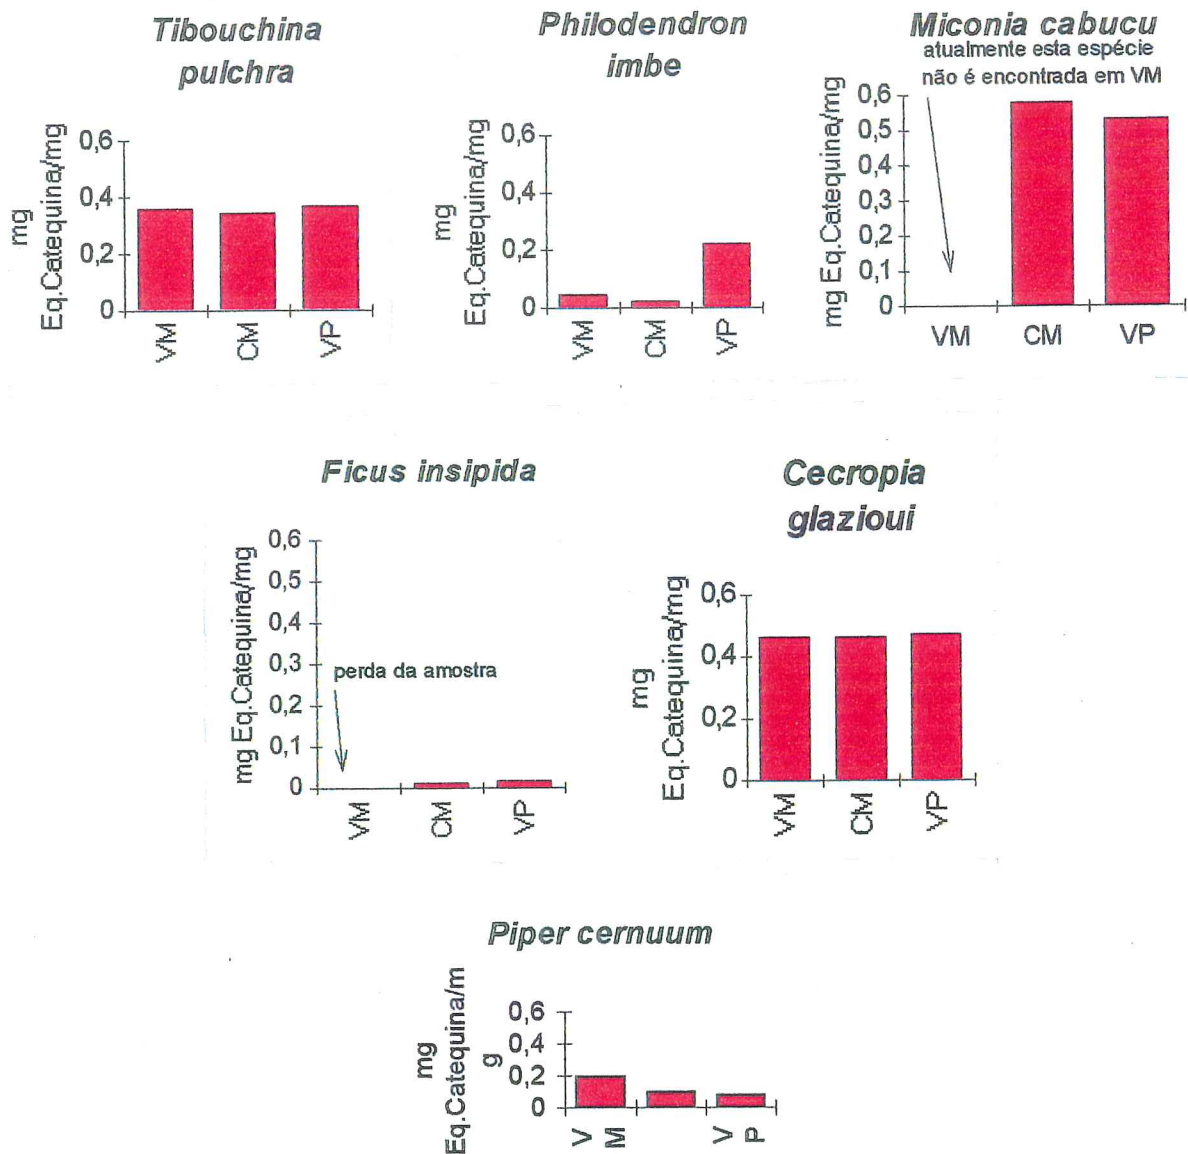 Tibouchina
pulchra
mg
Eq.Catequina/mg
0,6
0,4
0,2
0
VM
CM
VP
Philodendron
imbe
mg
Eq.Catequina/mg
0,6
0,4
0,2
0
VM
CM
VP
Miconia cabucu
atualmente esta espécie
não é encontrada em VM
mg Eq.Catequina/mg
0,6
0,5
0,4
0,3
0,2
0,1
0
VM
CM
VP
Ficus insipida
mg Eq.Catequina/mg
0,6
0,5
0,4
0,3
0,2
0,1
0
perda da amostra
VM
CM
VP
Cecropia
glazioui
mg
Eq.Catequina/mg
0,6
0,4
0,2
0
VM
CM
VP
Piper cernuum
mg
Eq.Catequina/m
g
0,6
0,4
0,2
0
V
M
V
P